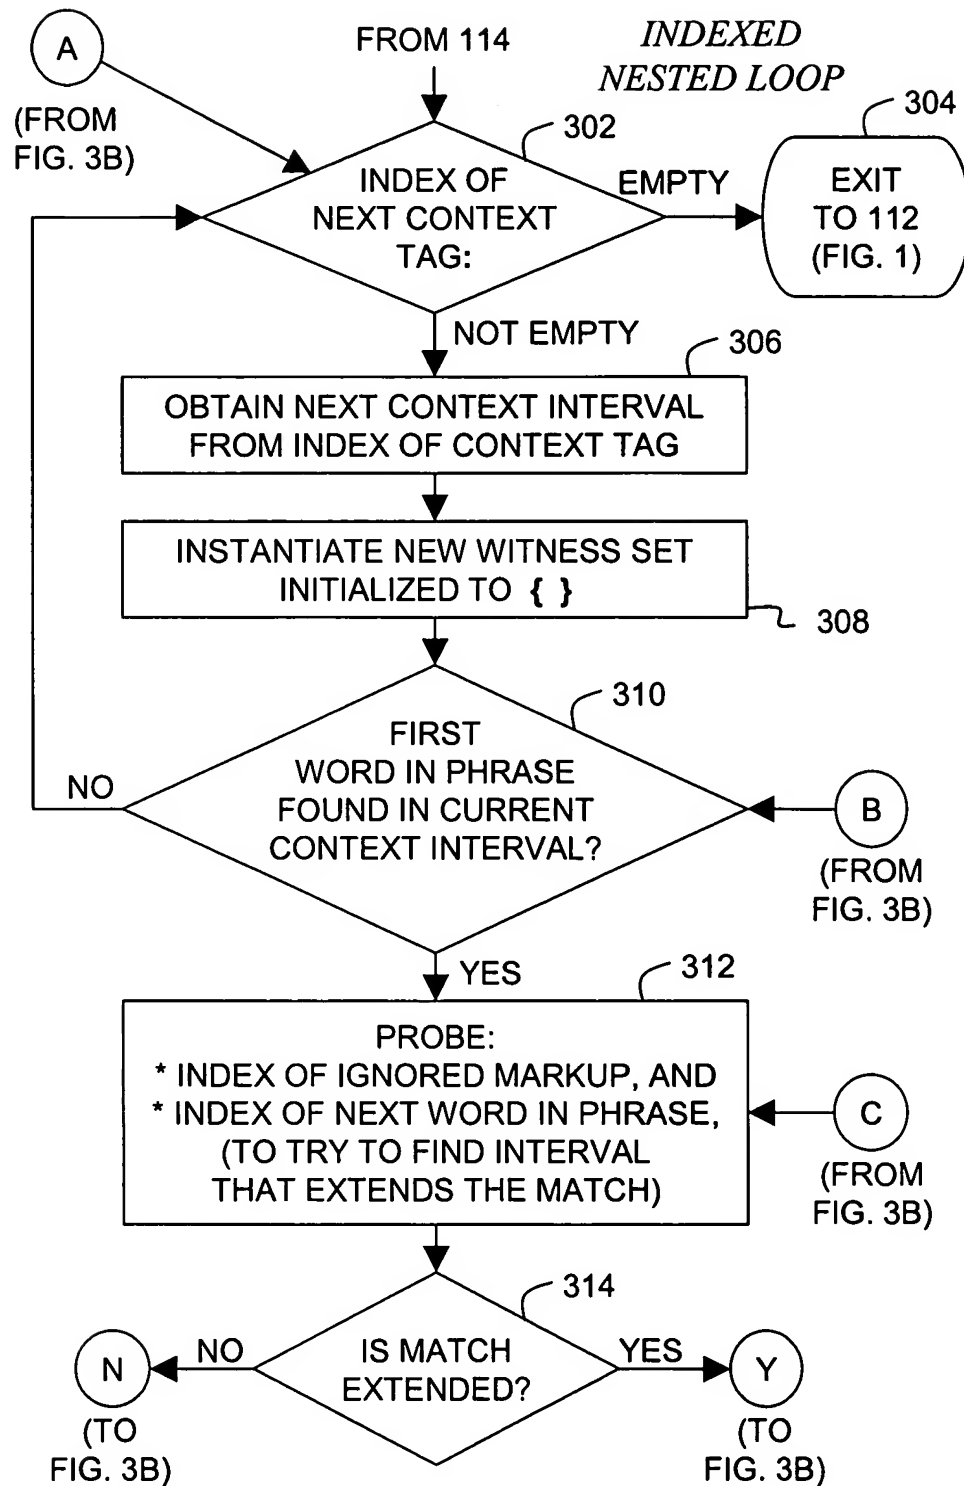 A
(FROM
FIG. 3B)
FROM 114
INDEXED
NESTED LOOP
302
304
INDEX OF
NEXT CONTEXT
TAG:
EMPTY
EXIT
TO 112
(FIG. 1)
NOT EMPTY
306
OBTAIN NEXT CONTEXT INTERVAL
FROM INDEX OF CONTEXT TAG
INSTANTIATE NEW WITNESS SET
INITIALIZED TO { }
308
310
FIRST
WORD IN PHRASE
FOUND IN CURRENT
CONTEXT INTERVAL?
NO
B
(FROM
FIG. 3B)
YES
312
PROBE:
* INDEX OF IGNORED MARKUP, AND
* INDEX OF NEXT WORD IN PHRASE,
(TO TRY TO FIND INTERVAL
THAT EXTENDS THE MATCH)
C
(FROM
FIG. 3B)
314
IS MATCH
EXTENDED?
NO
N
(TO
FIG. 3B)
YES
Y
(TO
FIG. 3B)